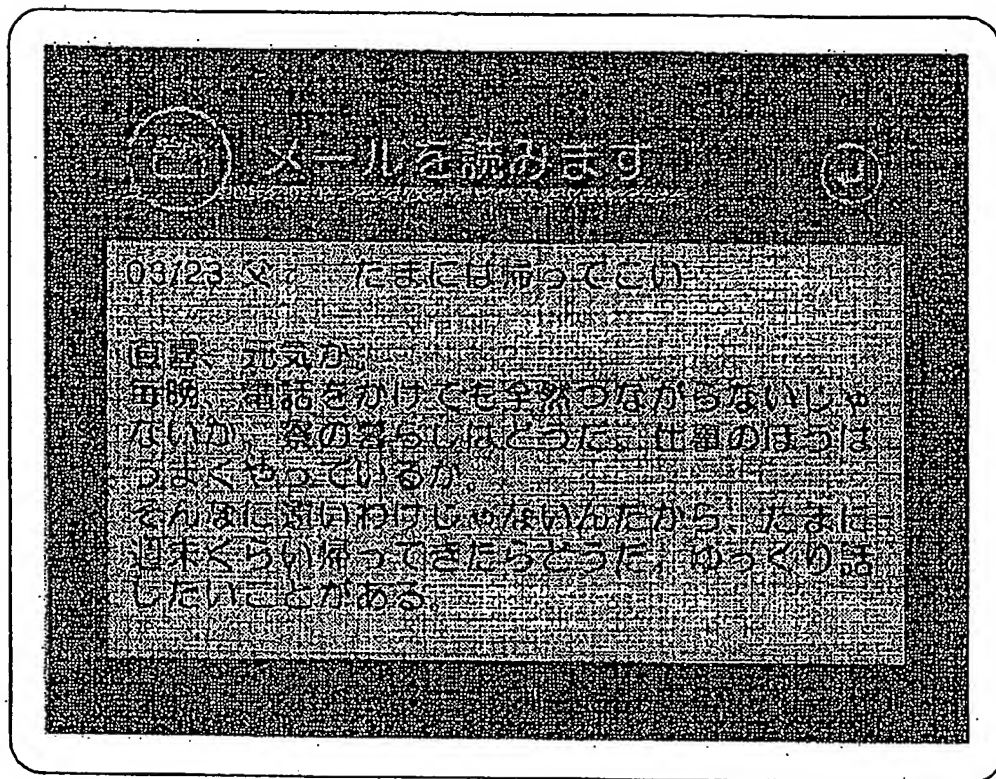 メールを読みます
03/23 父 たまには帰ってこい
元気か。
毎晩、電話をかけても全然つながらないじゃ
ないか。 の暮らしはどうだ。仕事のほうは
うまくやっているか。
そんなに遠いわけじゃないんだから、たまに
週末くらい帰ってきたらどうだ。ゆっくり話
したいことがある。